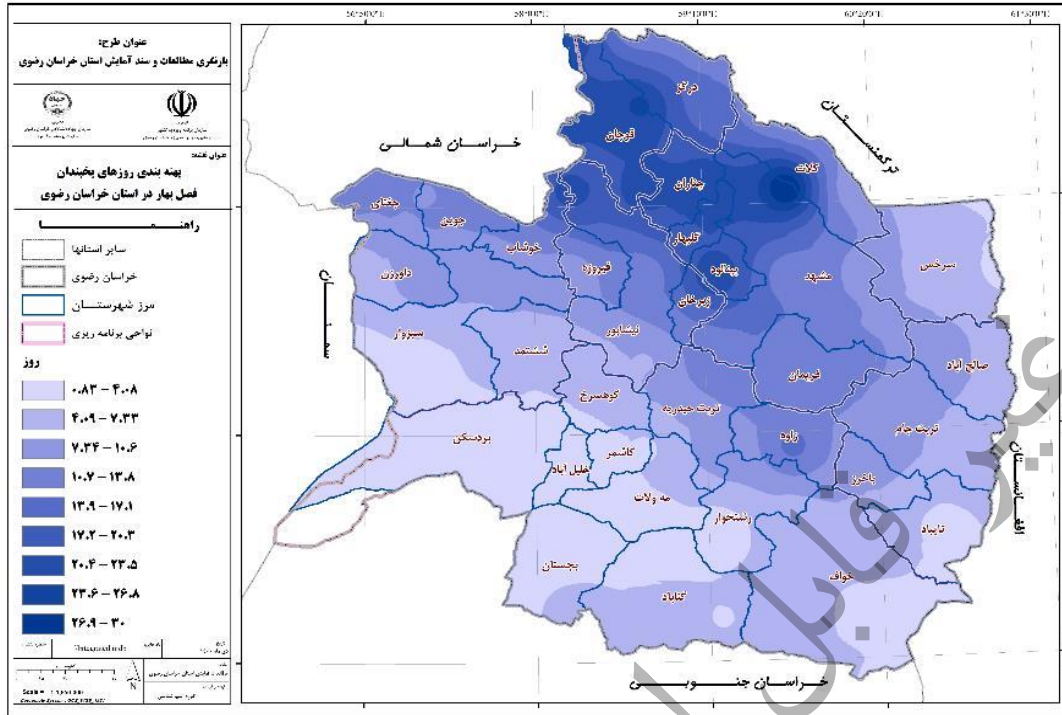 عنوان طرح:
بازنگری مطالعات و سند آمایش استان خراسان رضوی
عنوان نقشه:
پهنه بندی روزهای یخبندان
فصل بهار در استان خراسان رضوی
راهنـمـا
سایر استانها
خراسان رضوی
مرز شهرستان
نواحی برنامه ریزی
روز
۰.۸۳ – ۴.۰۸
۴.۰۹ – ۷.۳۳
۷.۳۴ – ۱۰.۶
۱۰.۷ – ۱۳.۸
۱۳.۹ – ۱۷.۱
۱۷.۲ – ۲۰.۳
۲۰.۴ – ۲۳.۵
۲۳.۶ – ۲۶.۸
۲۶.۹ – ۳۰
N
خراسان شمالی
ترکمنستان
سمنان
افغانستان
خراسان جنوبی
درگز
قوچان
کلات
چناران
جغتای
جوین
خوشاب
گلبهار
سرخس
داورزن
فیروزه
بینالود
مشهد
زبرخان
سبزوار
نیشابور
ششتمد
فریمان
صالح آباد
کوهسرخ
تربت حیدریه
تربت جام
بردسکن
کاشمر
زاوه
خلیل آباد
باخرز
مه ولات
رشتخوار
تایباد
بجستان
خواف
گناباد
غیر قابل